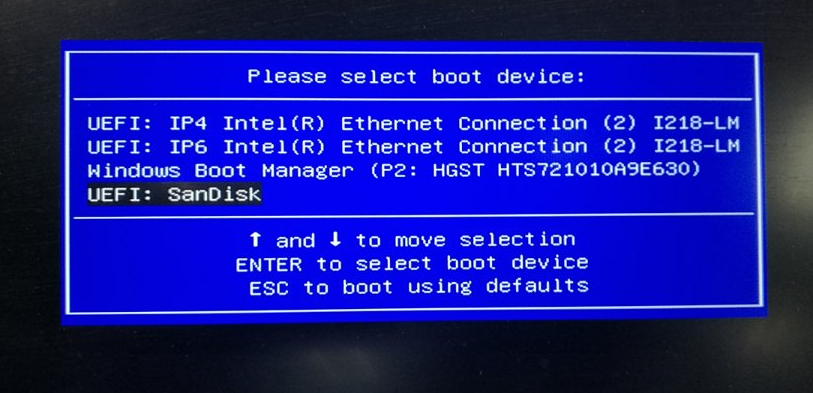 Please select boot device:
UEFI: IP4 Intel(R) Ethernet Connection (2) I218-LM
UEFI: IP6 Intel(R) Ethernet Connection (2) I218-LM
Windows Boot Manager (P2: HGST HTS721010A9E630)
UEFI: SanDisk
↑ and ↓ to move selection
ENTER to select boot device
ESC to boot using defaults